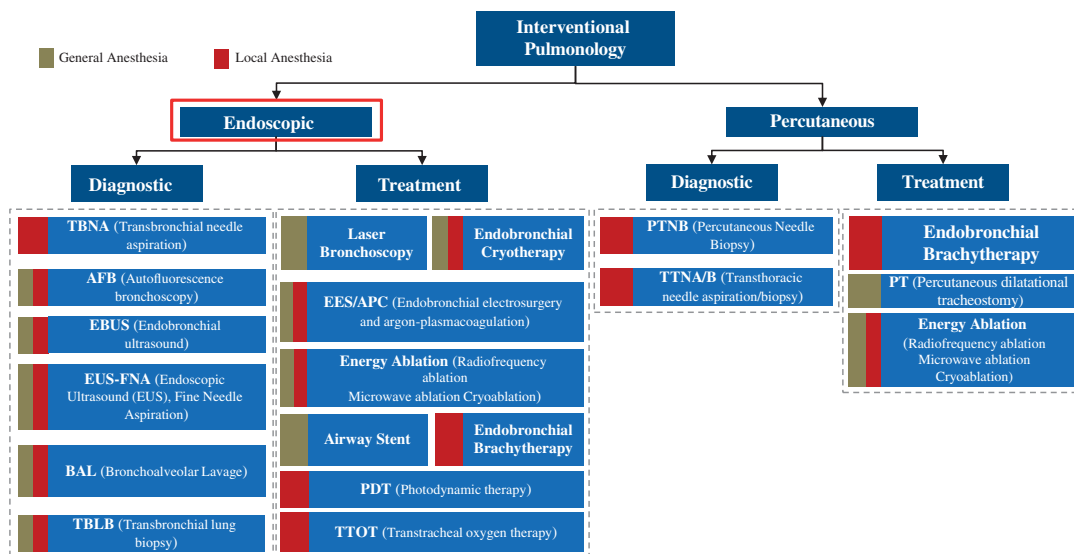 Interventional
Pulmonology
General Anesthesia
Local Anesthesia
Endoscopic
Percutaneous
Diagnostic
Treatment
Diagnostic
Treatment
TBNA (Transbronchial needle
aspiration)
AFB (Autofluorescence
bronchoscopy)
EBUS (Endobronchial
ultrasound)
EUS-FNA (Endoscopic
Ultrasound (EUS), Fine Needle
Aspiration)
BAL (Bronchoalveolar Lavage)
TBLB (Transbronchial lung
biopsy)
Laser
Bronchoscopy
Endobronchial
Cryotherapy
EES/APC (Endobronchial electrosurgery
and argon-plasmacoagulation)
Energy Ablation (Radiofrequency
ablation
Microwave ablation Cryoablation)
Airway Stent
Endobronchial
Brachytherapy
PDT (Photodynamic therapy)
TTOT (Transtracheal oxygen therapy)
PTNB (Percutaneous Needle
Biopsy)
TTNA/B (Transthoracic
needle aspiration/biopsy)
Endobronchial
Brachytherapy
PT (Percutaneous dilatational
tracheostomy)
Energy Ablation
(Radiofrequency ablation
Microwave ablation
Cryoablation)